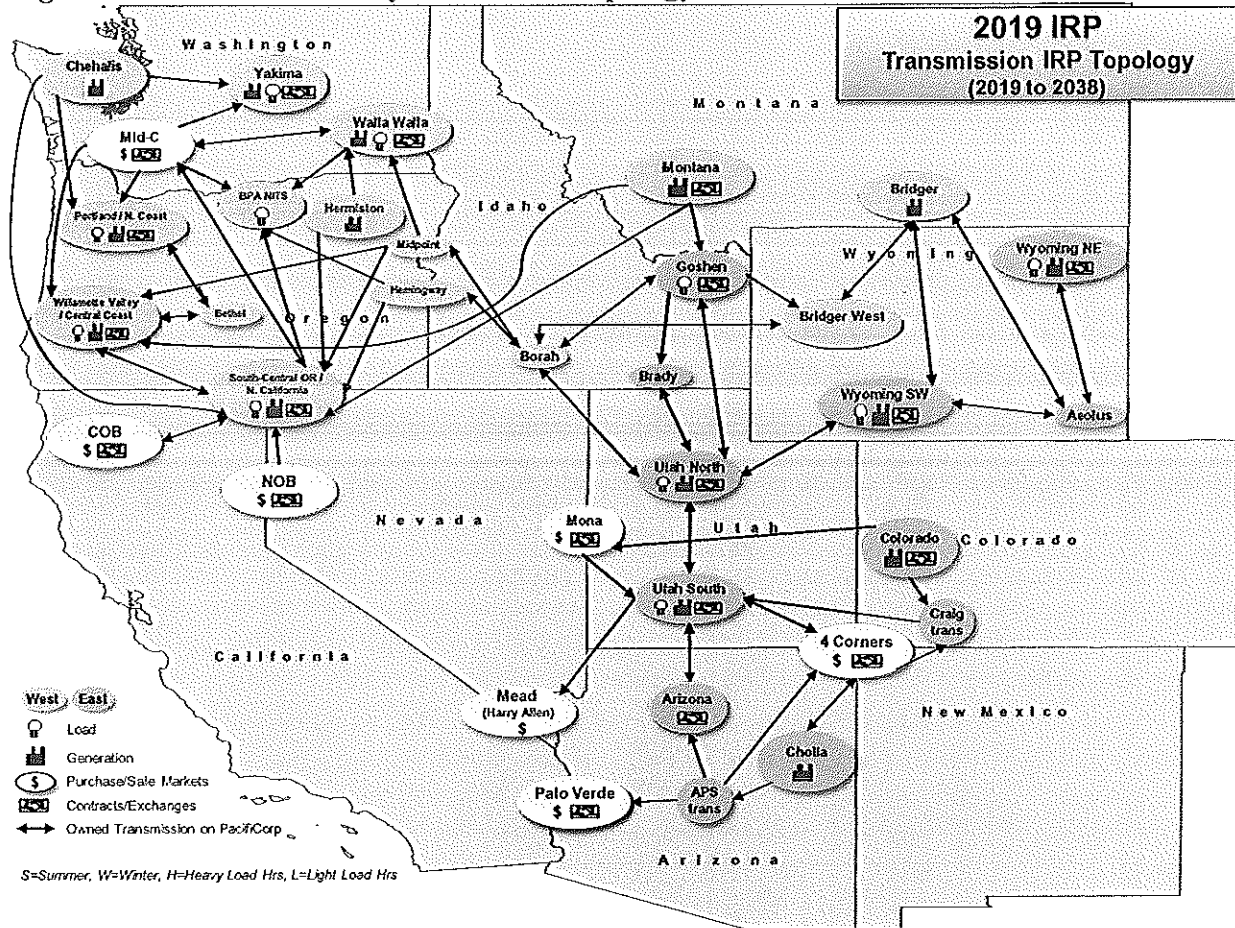 2019 IRP
Transmission IRP Topology
(2019 to 2038)
Washington
Chehalis
Yakima
Montana
Mid-C
$
Walla Walla
Montana
Bridger
BPA NITS
Hermiston
Idaho
Portland / N. Coast
Midpoint
Wyoming
Wyoming NE
Goshen
Hemingway
Willamette Valley
/ Central Coast
Bethel
Oregon
Bridger West
Borah
Brady
South-Central OR /
N. California
Wyoming SW
Aeolus
COB
$
Utah North
NOB
$
Nevada
Mona
$
Utah
Colorado
Colorado
Utah South
Craig
trans
4 Corners
$
California
Mead
(Harry Allen)
$
Arizona
New Mexico
West East
Load
Generation
$ Purchase/Sale Markets
Contracts/Exchanges
Owned Transmission on PacifiCorp
Cholla
Palo Verde
$
APS
trans
Arizona
S=Summer, W=Winter, H=Heavy Load Hrs, L=Light Load Hrs